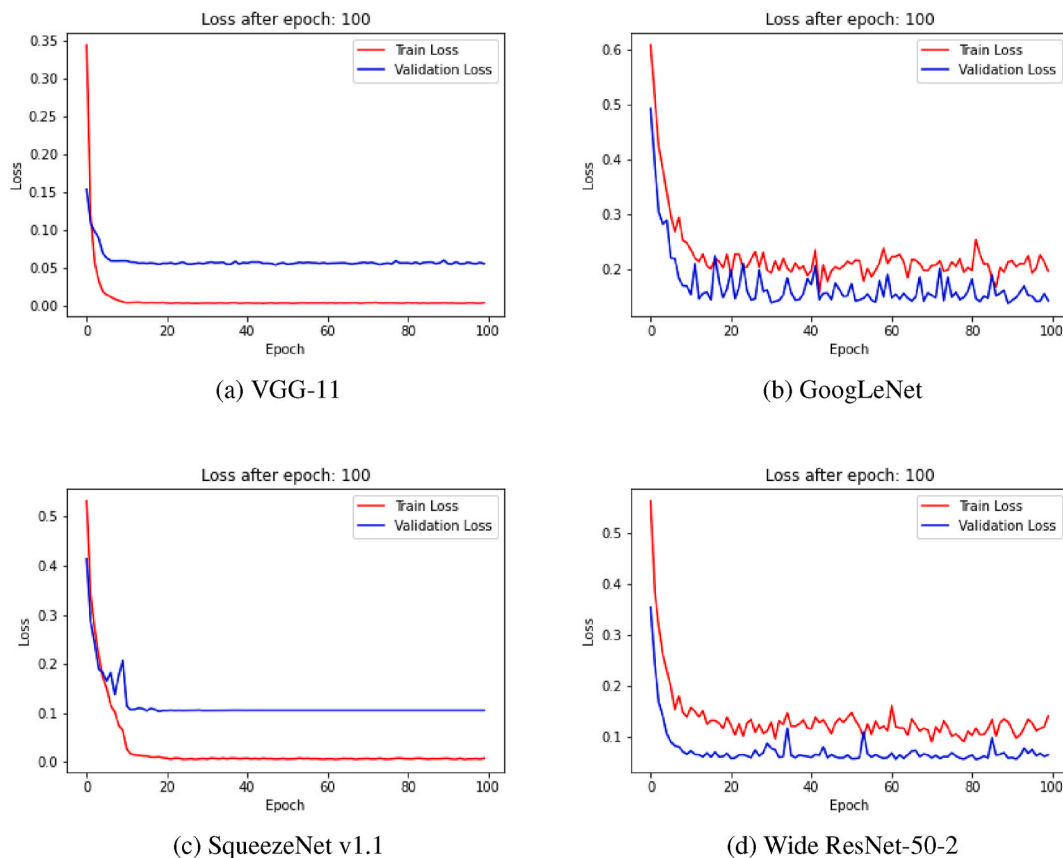 Loss after epoch: 100
0.35
0.30
0.25
0.20
0.15
0.10
0.05
0.00
Loss
Train Loss
Validation Loss
0 20 40 60 80 100
Epoch
(a) VGG-11
Loss after epoch: 100
0.6
0.5
0.4
0.3
0.2
Loss
Train Loss
Validation Loss
0 20 40 60 80 100
Epoch
(b) GoogLeNet
Loss after epoch: 100
0.5
0.4
0.3
0.2
0.1
0.0
Loss
Train Loss
Validation Loss
0 20 40 60 80 100
Epoch
(c) SqueezeNet v1.1
Loss after epoch: 100
0.5
0.4
0.3
0.2
0.1
Loss
Train Loss
Validation Loss
0 20 40 60 80 100
Epoch
(d) Wide ResNet-50-2